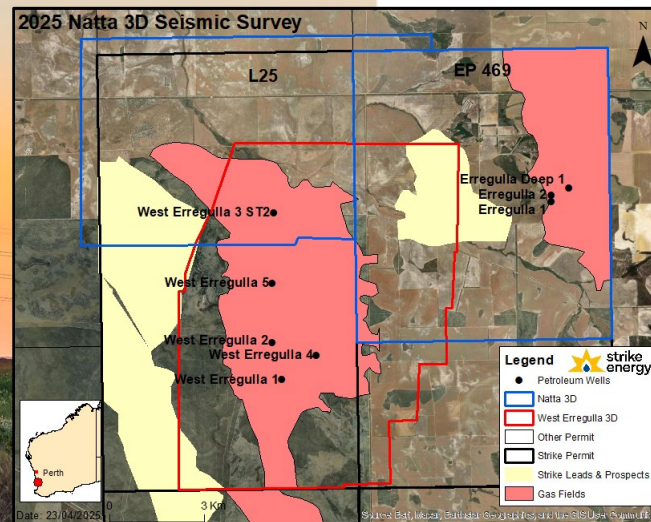 2025 Natta 3D Seismic Survey
N
L25
EP 469
Erregulla Deep 1
Erregulla 2
Erregulla 1
West Erregulla 3 ST2
West Erregulla 5
West Erregulla 2
West Erregulla 4
West Erregulla 1
Legend
strike
energy
Petroleum Wells
Natta 3D
West Erregulla 3D
Other Permit
Strike Permit
Strike Leads & Prospects
Gas Fields
Perth
0
3 Km
Date: 23/04/2025
Source: Esri, Maxar, Earthstar Geographics, and the GIS User Community